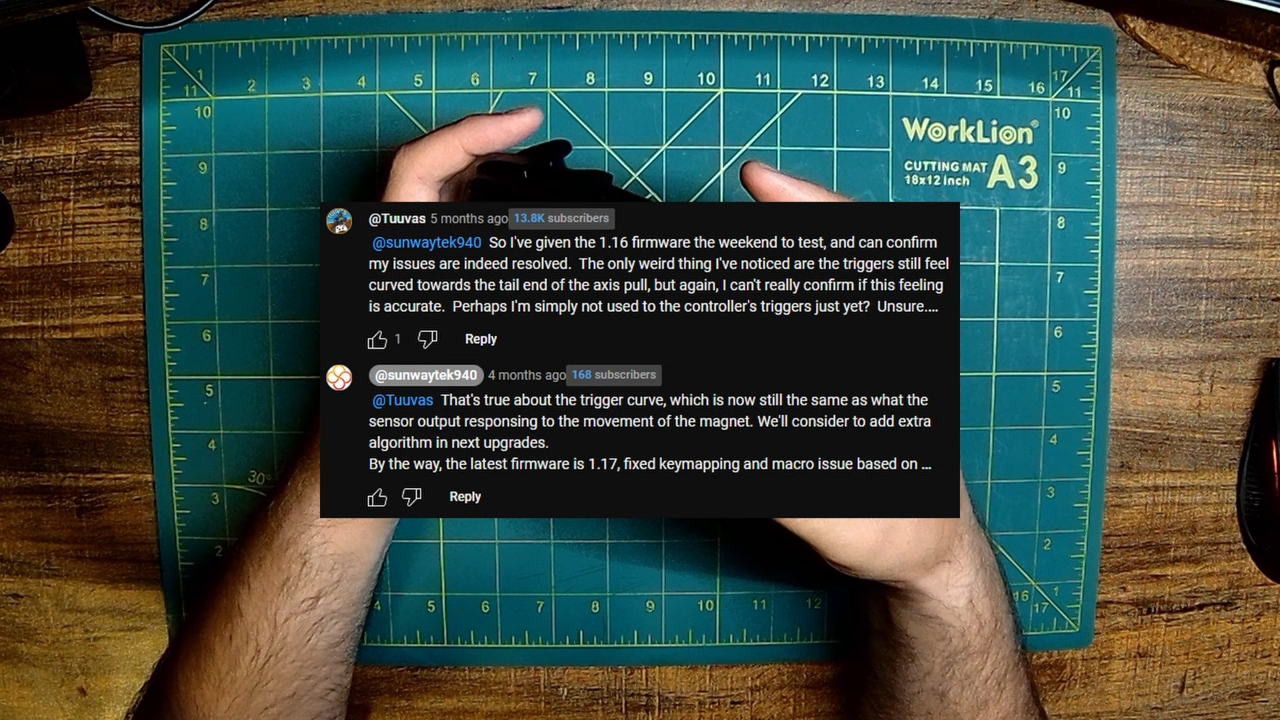 1 2 3 4 5 6 7 8 9 10 11 12 13 14 15 16 17
11 11
10 10
WorkLion®
CUTTING MAT A3
18x12 inch
9 9
8 8
7 7
6 6
5 5
4 4
30°
3 3
2 2
16 1
17
4 5 6 7 8 9 10 11 12
@Tuuvas 5 months ago 13.8K subscribers
@sunwaytek940 So I've given the 1.16 firmware the weekend to test, and can confirm
my issues are indeed resolved. The only weird thing I've noticed are the triggers still feel
curved towards the tail end of the axis pull, but again, I can't really confirm if this feeling
is accurate. Perhaps I'm simply not used to the controller's triggers just yet? Unsure....
1 Reply
@sunwaytek940 4 months ago 168 subscribers
@Tuuvas That's true about the trigger curve, which is now still the same as what the
sensor output responsing to the movement of the magnet. We'll consider to add extra
algorithm in next upgrades.
By the way, the latest firmware is 1.17, fixed keymapping and macro issue based on ...
Reply